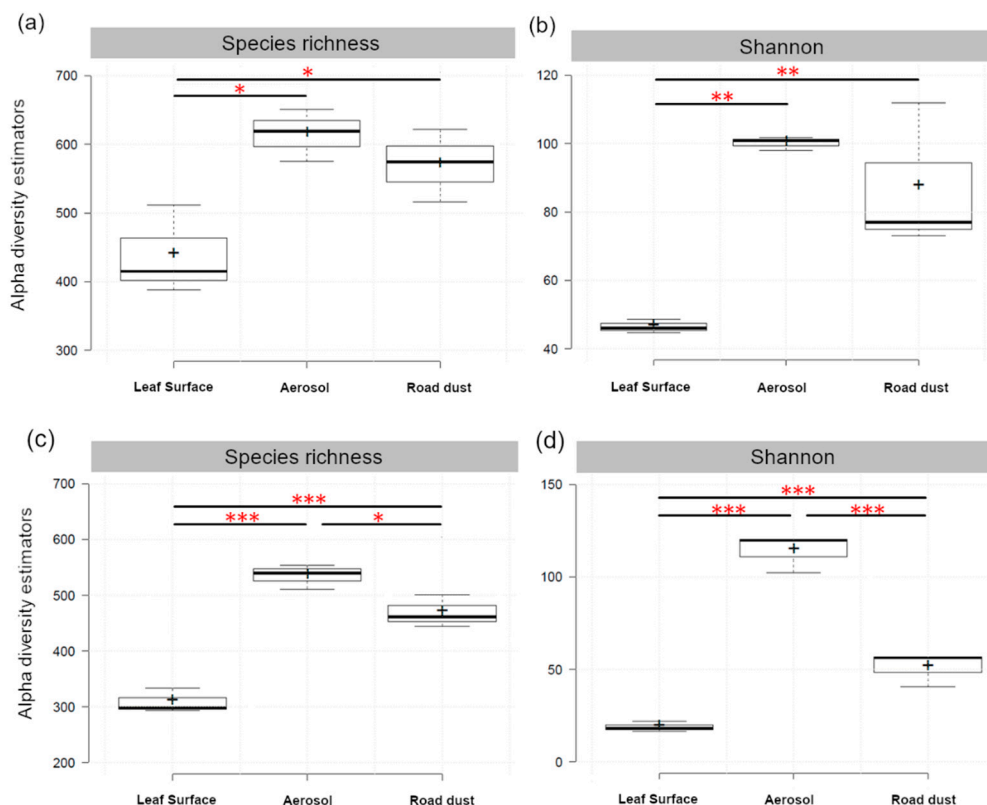 (a)
Species richness
Alpha diversity estimators
700
600
500
400
300
*
*
Leaf Surface Aerosol Road dust
(b)
Shannon
120
100
80
60
40
**
**
Leaf Surface Aerosol Road dust
(c)
Species richness
Alpha diversity estimators
700
600
500
400
300
200
***
*** *
Leaf Surface Aerosol Road dust
(d)
Shannon
150
100
50
0
***
*** ***
Leaf Surface Aerosol Road dust